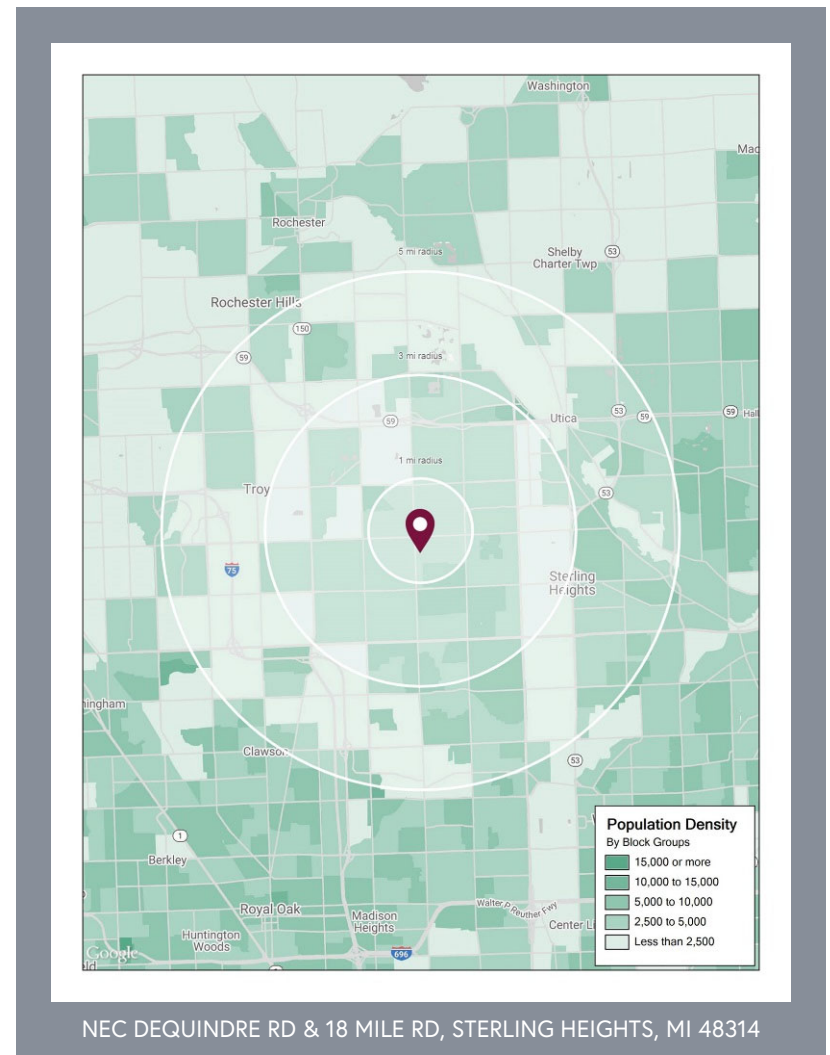 Washington
Mac
Rochester
5 mi radius
Shelby
Charter Twp
53
Rochester Hills
150
59
3 mi radius
59
Utica
53
59
59
Hal
1 mi radius
Troy
53
75
Sterling
Heights
ingham
Clawson
53
1
Berkley
Royal Oak
Madison
Heights
Walter P Reuther Fwy
Center Li
Huntington
Woods
Google
696
Population Density
By Block Groups
15,000 or more
10,000 to 15,000
5,000 to 10,000
2,500 to 5,000
Less than 2,500
NEC DEQUINDRE RD & 18 MILE RD, STERLING HEIGHTS, MI 48314